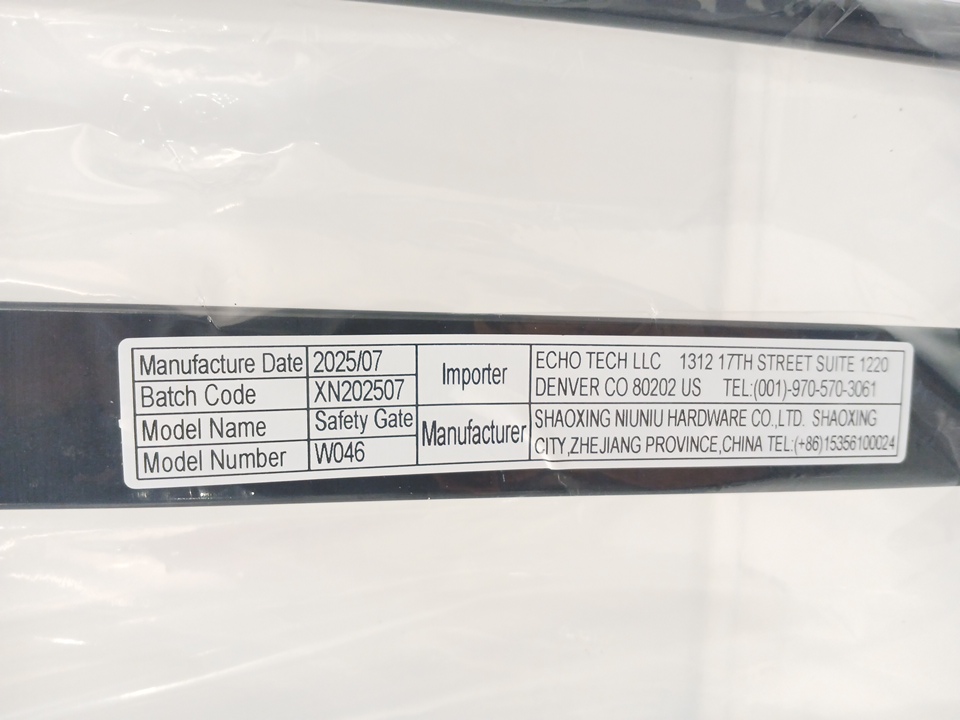 Manufacture Date 2025/07
Batch Code XN202507
Model Name Safety Gate
Model Number W046
Importer
ECHO TECH LLC 1312 17TH STREET SUITE 1220
DENVER CO 80202 US TEL:(001)-970-570-3061
Manufacturer
SHAOXING NIUNIU HARDWARE CO.,LTD. SHAOXING
CITY,ZHEJIANG PROVINCE,CHINA TEL:(+86)15356100024